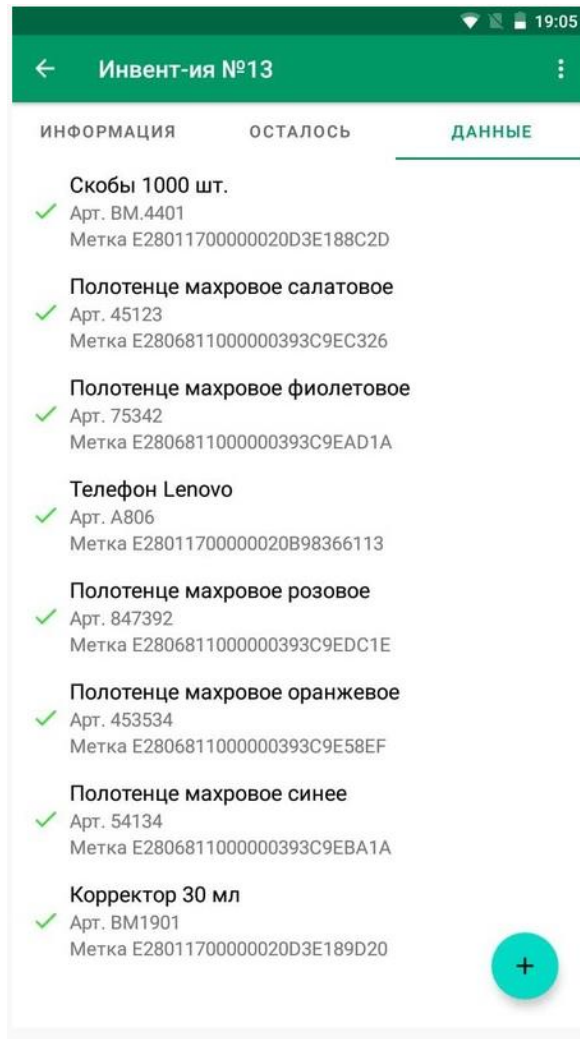 19:05
Инвент-ия №13
ИНФОРМАЦИЯ ОСТАЛОСЬ ДАННЫЕ
Скобы 1000 шт.
Арт. BM.4401
Метка E28011700000020D3E188C2D
Полотенце махровое салатовое
Арт. 45123
Метка E2806811000000393C9EC326
Полотенце махровое фиолетовое
Арт. 75342
Метка E2806811000000393C9EAD1A
Телефон Lenovo
Арт. A806
Метка E28011700000020B98366113
Полотенце махровое розовое
Арт. 847392
Метка E2806811000000393C9EDC1E
Полотенце махровое оранжевое
Арт. 453534
Метка E2806811000000393C9E58EF
Полотенце махровое синее
Арт. 54134
Метка E2806811000000393C9EBA1A
Корректор 30 мл
Арт. BM1901
Метка E28011700000020D3E189D20
+